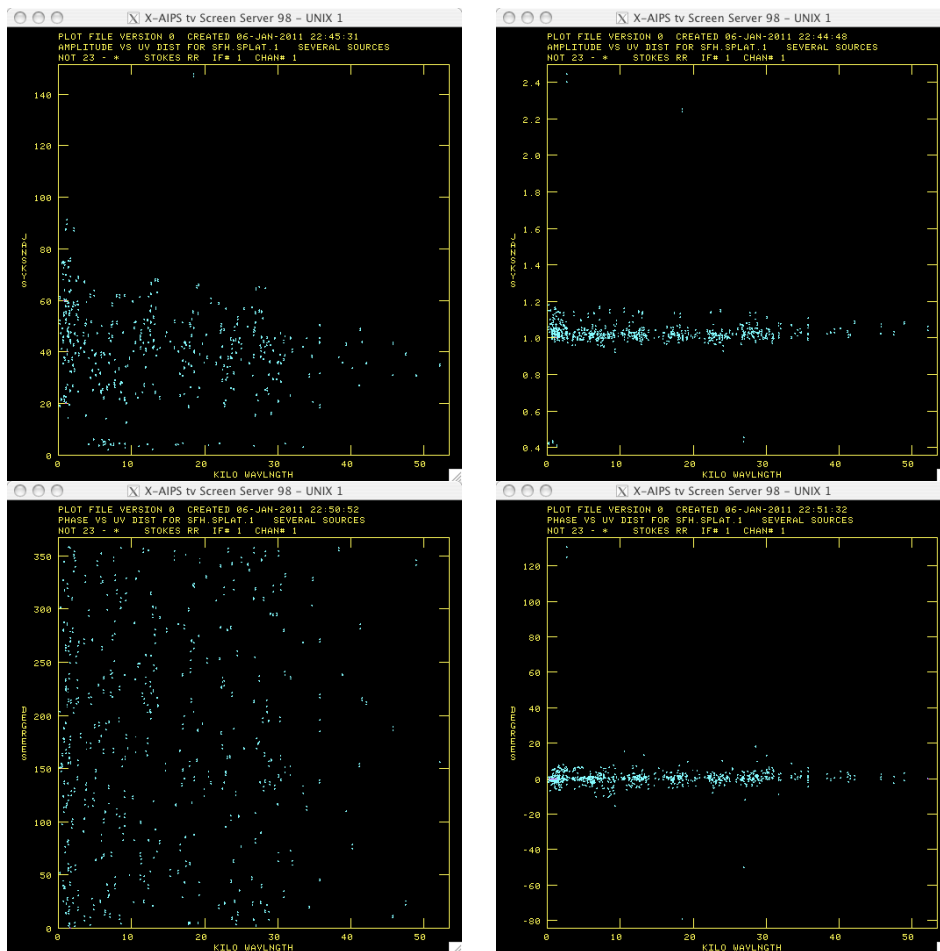 X-AIPS tv Screen Server 98 - UNIX 1
PLOT FILE VERSION 0 CREATED 06-JAN-2011 22:45:31
AMPLITUDE VS UV DIST FOR SFH.SPLAT.1 SEVERAL SOURCES
NOT 23 - * STOKES RR IF# 1 CHAN# 1
140
120
100
80
60
40
20
0
JANSKYS
0 10 20 30 40 50
KILO WAVLNGTH
X-AIPS tv Screen Server 98 - UNIX 1
PLOT FILE VERSION 0 CREATED 06-JAN-2011 22:44:48
AMPLITUDE VS UV DIST FOR SFH.SPLAT.1 SEVERAL SOURCES
NOT 23 - * STOKES RR IF# 1 CHAN# 1
2.4
2.2
2.0
1.8
1.6
1.4
1.2
1.0
0.8
0.6
0.4
JANSKYS
0 10 20 30 40 50
KILO WAVLNGTH
X-AIPS tv Screen Server 98 - UNIX 1
PLOT FILE VERSION 0 CREATED 06-JAN-2011 22:50:52
PHASE VS UV DIST FOR SFH.SPLAT.1 SEVERAL SOURCES
NOT 23 - * STOKES RR IF# 1 CHAN# 1
350
300
250
200
150
100
50
0
DEGREES
0 10 20 30 40 50
KILO WAVLNGTH
X-AIPS tv Screen Server 98 - UNIX 1
PLOT FILE VERSION 0 CREATED 06-JAN-2011 22:51:32
PHASE VS UV DIST FOR SFH.SPLAT.1 SEVERAL SOURCES
NOT 23 - * STOKES RR IF# 1 CHAN# 1
120
100
80
60
40
20
0
-20
-40
-60
-80
DEGREES
0 10 20 30 40 50
KILO WAVLNGTH